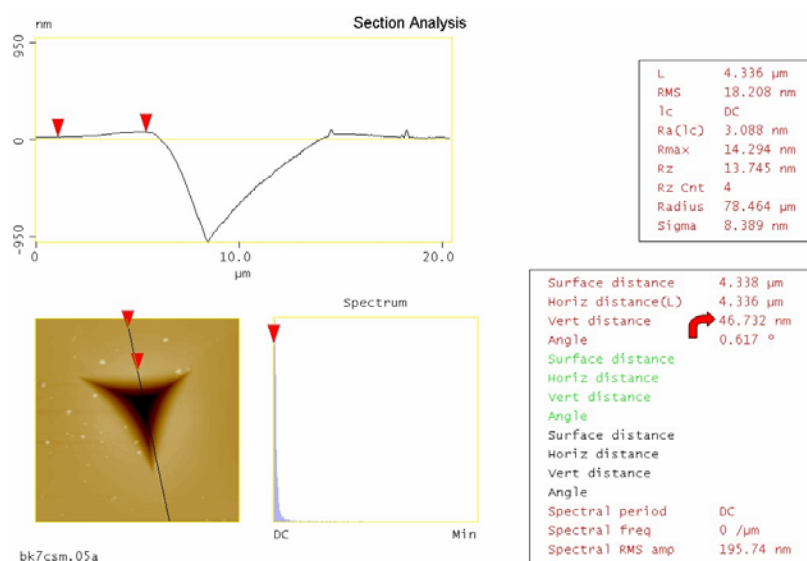 Section Analysis
nm
950
0
-950
0
10.0
20.0
µm
L 4.336 µm
RMS 18.208 nm
lc DC
Ra(lc) 3.088 nm
Rmax 14.294 nm
Rz 13.745 nm
Rz Cnt 4
Radius 78.464 µm
Sigma 8.389 nm
Surface distance 4.338 µm
Horiz distance(L) 4.336 µm
Vert distance 46.732 nm
Angle 0.617 °
Surface distance
Horiz distance
Vert distance
Angle
Surface distance
Horiz distance
Vert distance
Angle
Spectral period DC
Spectral freq 0 /µm
Spectral RMS amp 195.74 nm
Spectrum
DC Min
bk7csm.05a